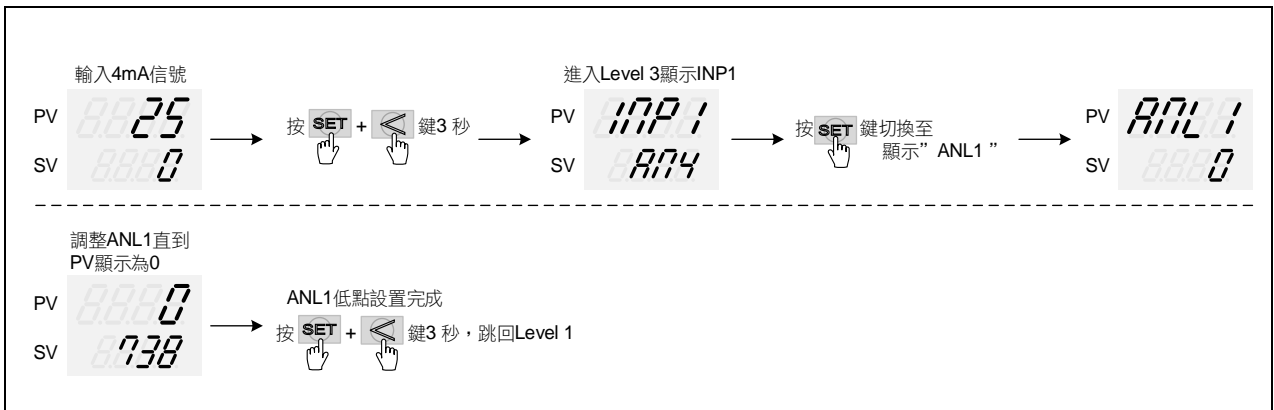 輸入4mA信號
PV 25
SV 0
按 SET + < 鍵3 秒
進入Level 3顯示INP1
PV INP1
SV AN4
按 SET 鍵切換至
顯示”ANL1 ”
PV ANL1
SV 0
調整ANL1直到
PV顯示為0
PV 0
SV 738
ANL1低點設置完成
按 SET + < 鍵3 秒，跳回Level 1